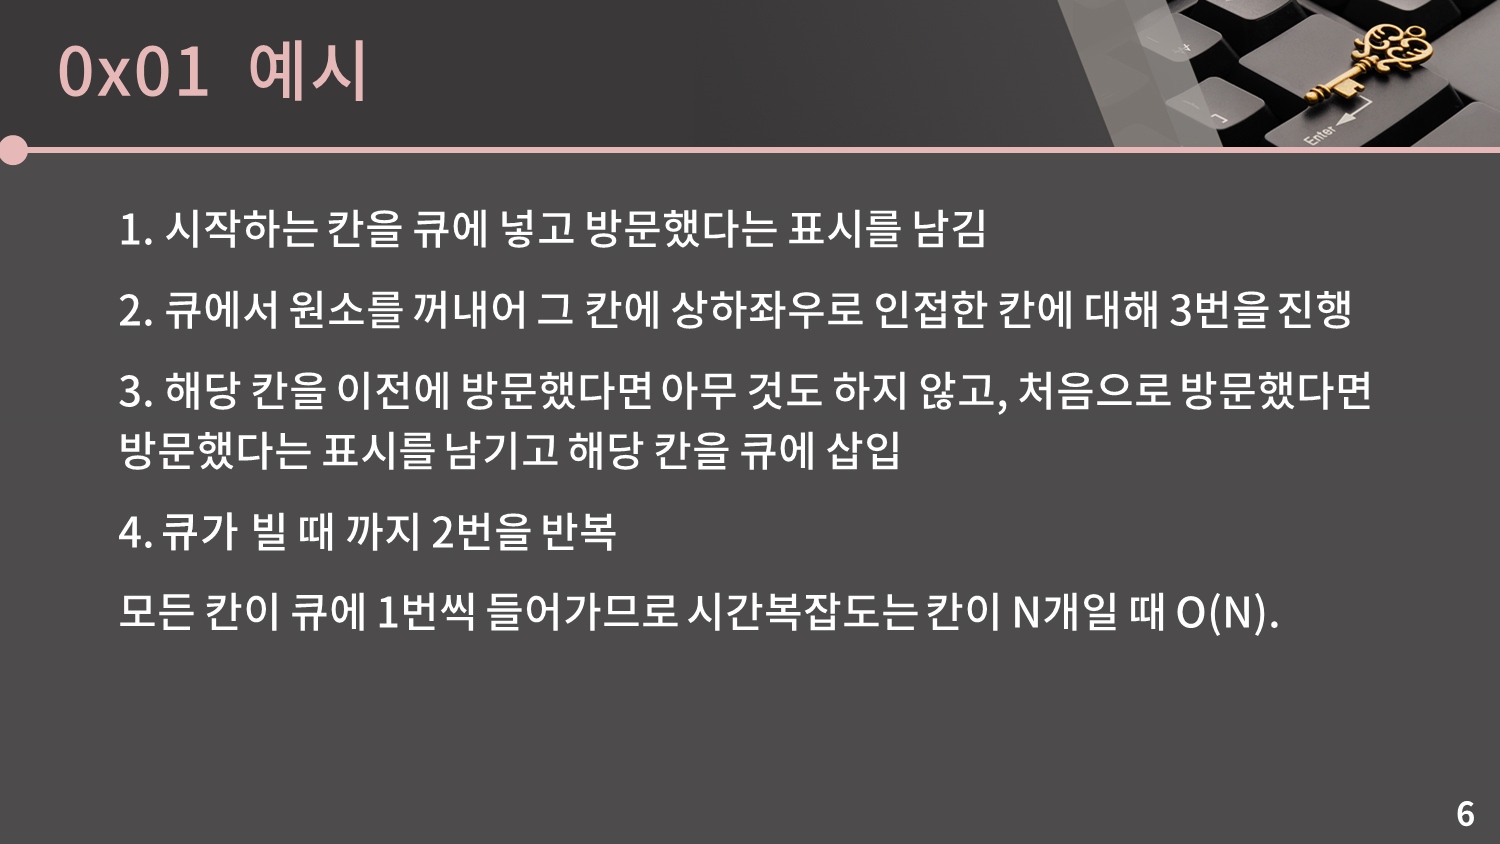 0x01 예시
Enter
1. 시작하는 칸을 큐에 넣고 방문했다는 표시를 남김
2. 큐에서 원소를 꺼내어 그 칸에 상하좌우로 인접한 칸에 대해 3번을 진행
3. 해당 칸을 이전에 방문했다면 아무 것도 하지 않고, 처음으로 방문했다면
방문했다는 표시를 남기고 해당 칸을 큐에 삽입
4. 큐가 빌 때 까지 2번을 반복
모든 칸이 큐에 1번씩 들어가므로 시간복잡도는 칸이 N개일 때 O(N).
6